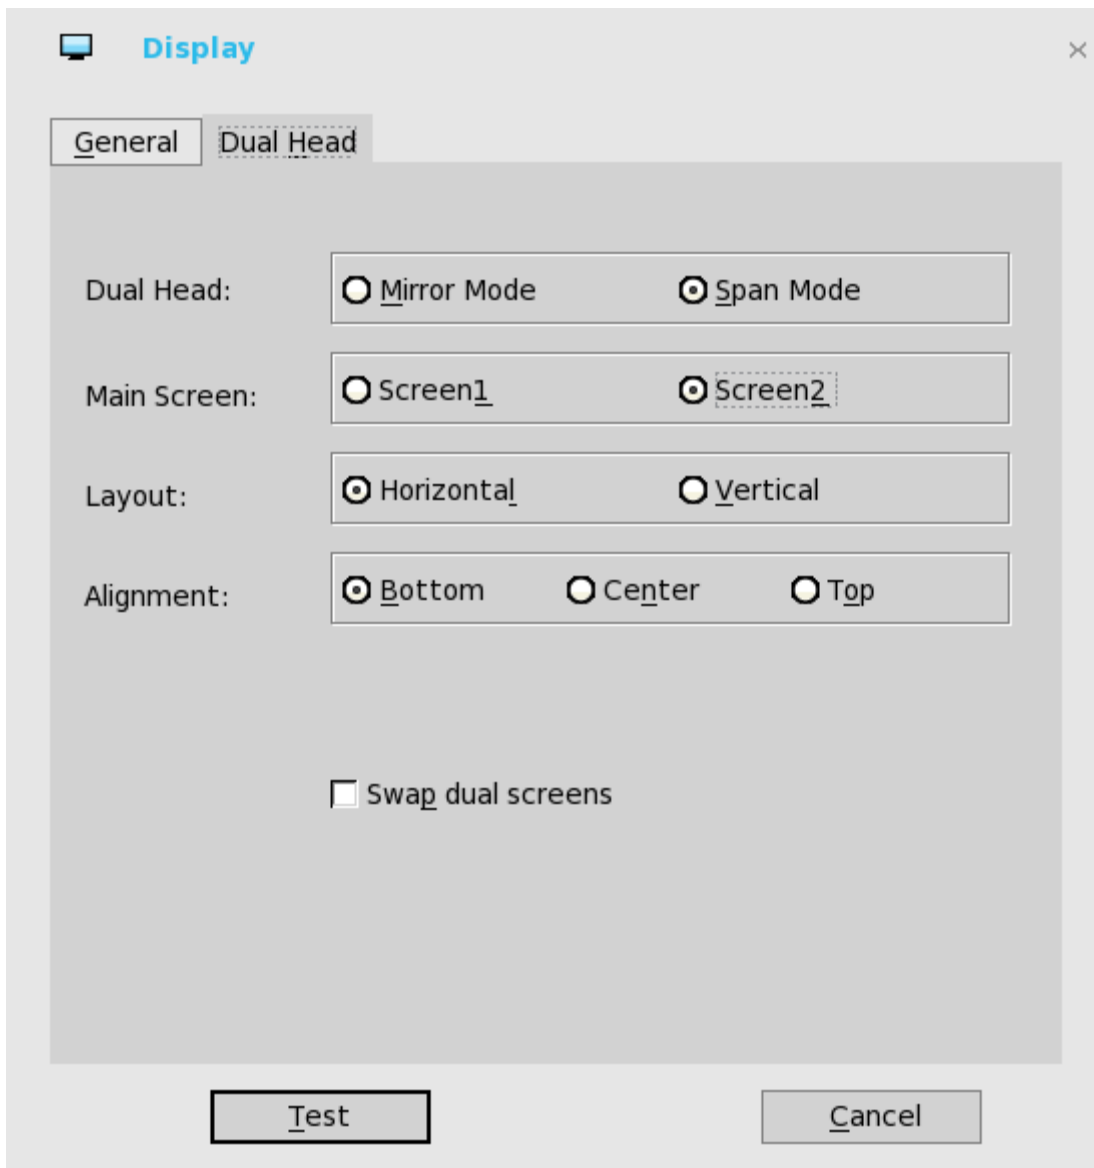 Display
General Dual Head
Dual Head: Mirror Mode Span Mode
Main Screen: Screen1 Screen2
Layout: Horizontal Vertical
Alignment: Bottom Center Top
Swap dual screens
Test Cancel